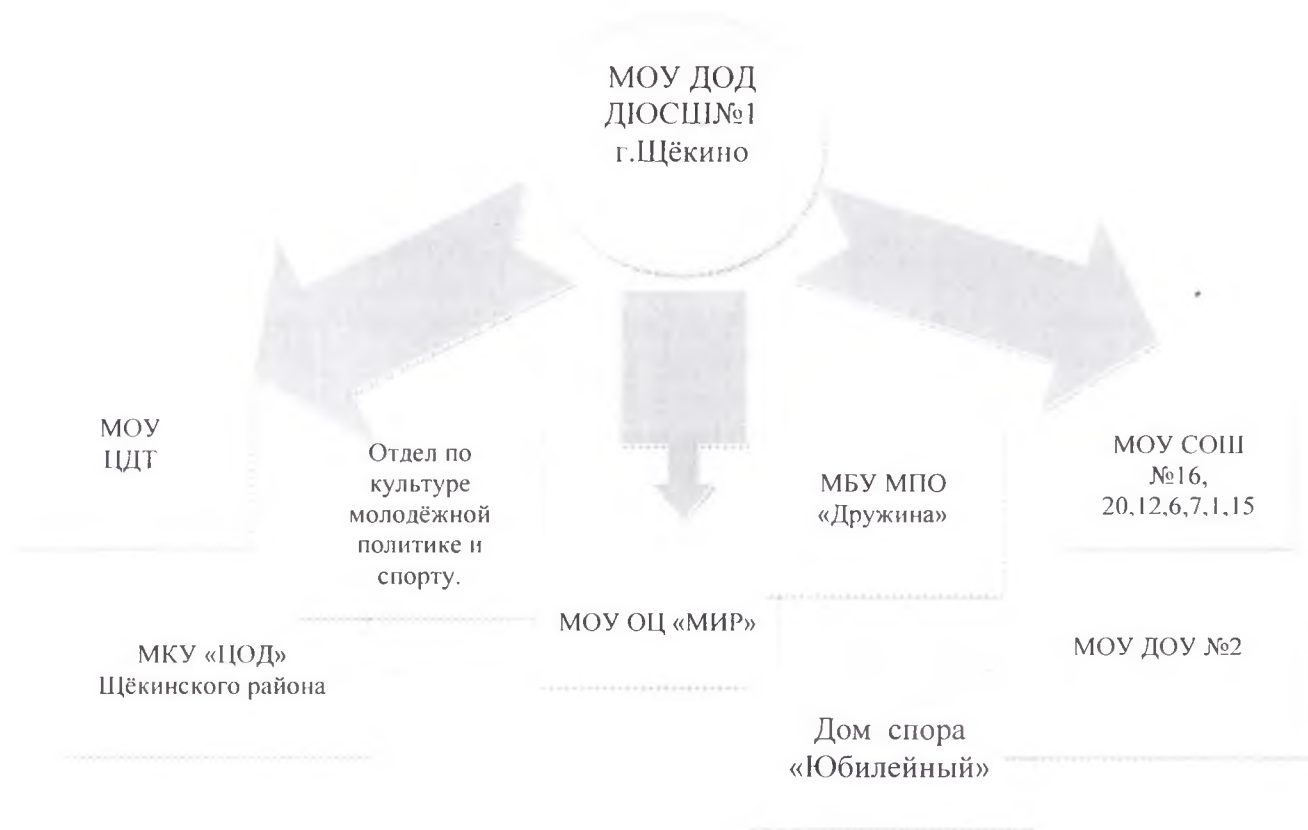 МОУ ДОД
ДЮСШ№1
г.Щёкино
МОУ
ЦДТ
Отдел по
культуре
молодёжной
политике и
спорту.
МБУ МПО
«Дружина»
МОУ СОШ
№16,
20,12,6,7,1,15
МОУ ОЦ «МИР»
МКУ «ЦОД»
Щёкинского района
МОУ ДОУ №2
Дом спора
«Юбилейный»